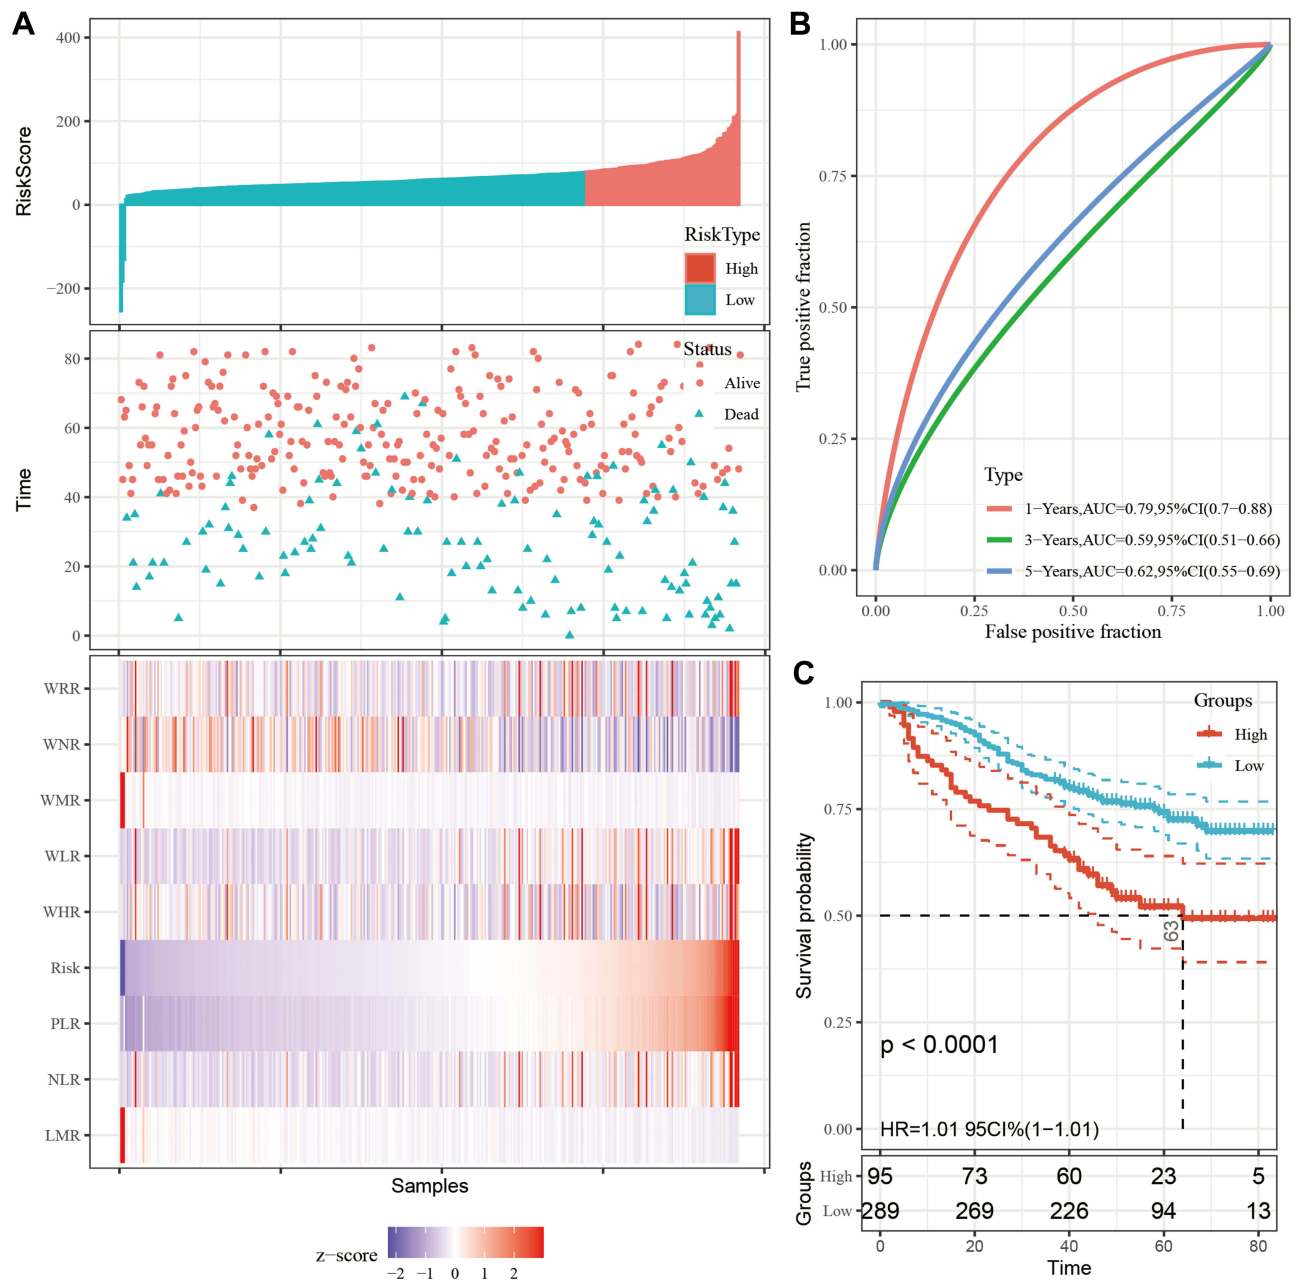 A
400
200
0
−200
RiskScore
RiskType
High
Low
80
60
40
20
0
Time
Status
Alive
Dead
WRR
WNR
WMR
WLR
WHR
Risk
PLR
NLR
LMR
Samples
z−score
−2 −1 0 1 2
B
1.00
0.75
0.50
0.25
0.00
True positive fraction
Type
1−Years,AUC=0.79,95%CI(0.7−0.88)
3−Years,AUC=0.59,95%CI(0.51−0.66)
5−Years,AUC=0.62,95%CI(0.55−0.69)
0.00 0.25 0.50 0.75 1.00
False positive fraction
C
1.00
0.75
0.50
0.25
0.00
Survival probability
Groups
High
Low
63
p < 0.0001
HR=1.01 95CI%(1−1.01)
Groups
High 95 73 60 23 5
Low 289 269 226 94 13
0 20 40 60 80
Time